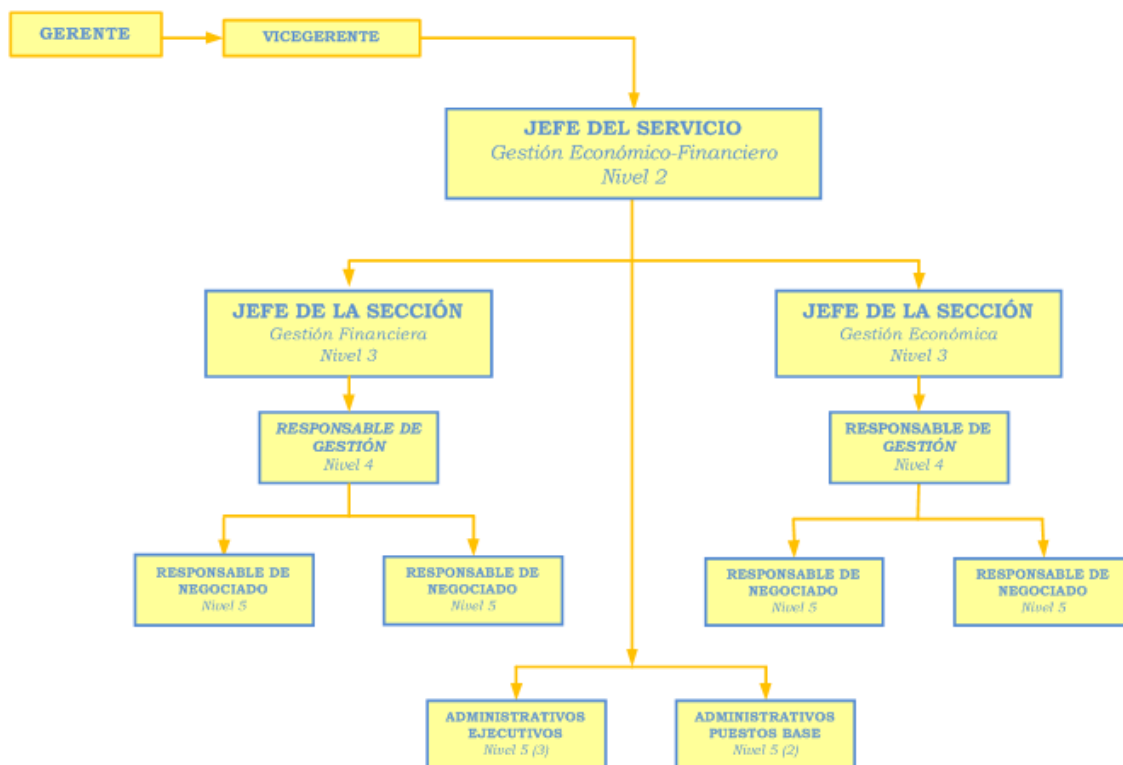 GERENTE
VICEGERENTE
JEFE DEL SERVICIO
Gestión Económico-Financiero
Nivel 2
JEFE DE LA SECCIÓN
Gestión Financiera
Nivel 3
JEFE DE LA SECCIÓN
Gestión Económica
Nivel 3
RESPONSABLE DE
GESTIÓN
Nivel 4
RESPONSABLE DE
GESTIÓN
Nivel 4
RESPONSABLE DE
NEGOCIADO
Nivel 5
RESPONSABLE DE
NEGOCIADO
Nivel 5
RESPONSABLE DE
NEGOCIADO
Nivel 5
RESPONSABLE DE
NEGOCIADO
Nivel 5
ADMINISTRATIVOS
EJECUTIVOS
Nivel 5 (3)
ADMINISTRATIVOS
PUESTOS BASE
Nivel 5 (2)